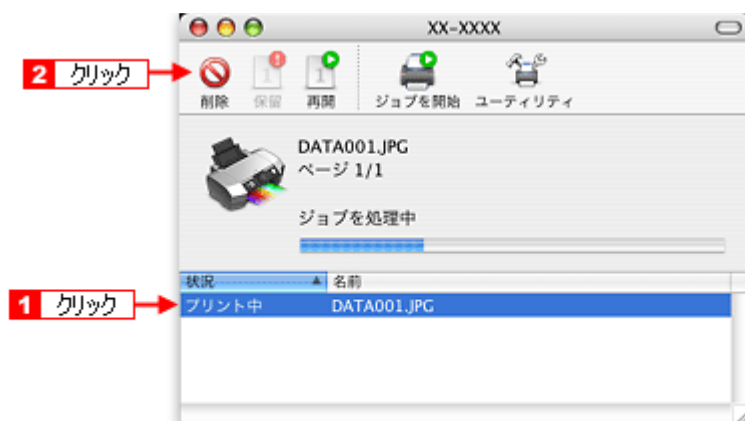 XX-XXXX
2 クリック
削除 保留 再開 ジョブを開始 ユーティリティ
DATA001.JPG
ページ 1/1
ジョブを処理中
状況 名前
1 クリック
プリント中 DATA001.JPG